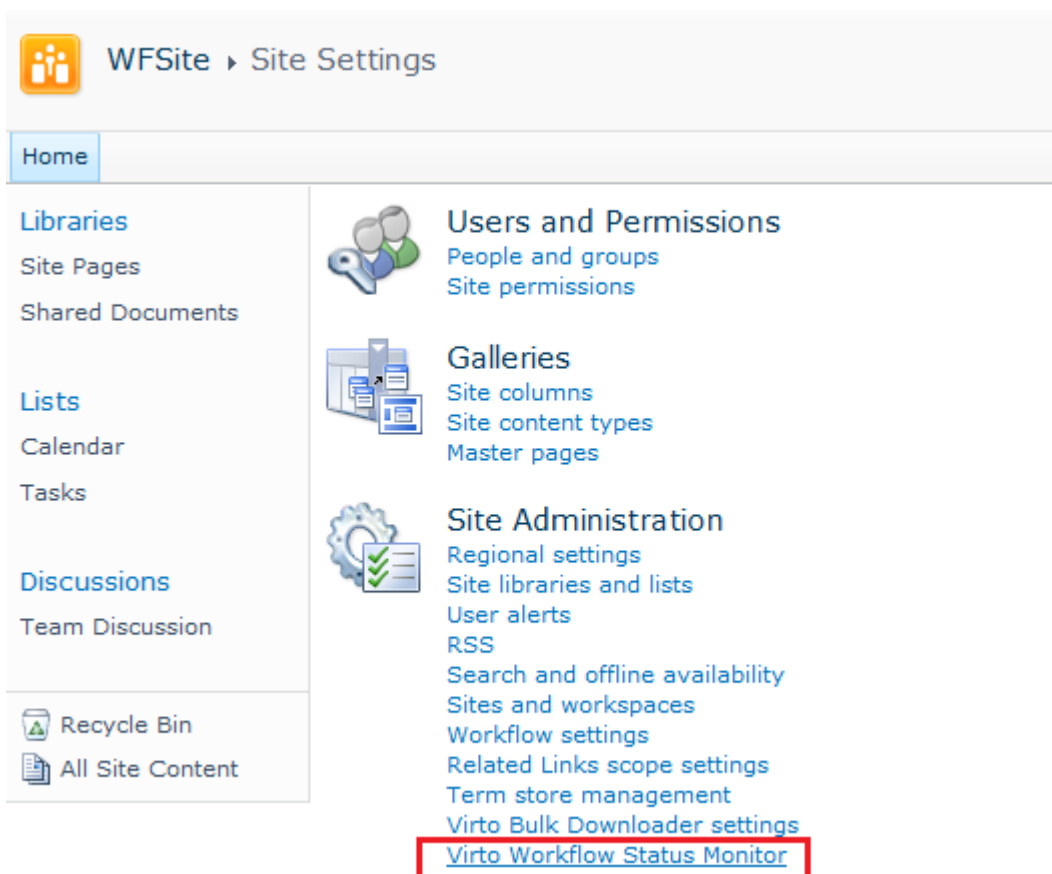 WFSite ▸ Site Settings
Home
Libraries
Site Pages
Shared Documents
Lists
Calendar
Tasks
Discussions
Team Discussion
Recycle Bin
All Site Content
Users and Permissions
People and groups
Site permissions
Galleries
Site columns
Site content types
Master pages
Site Administration
Regional settings
Site libraries and lists
User alerts
RSS
Search and offline availability
Sites and workspaces
Workflow settings
Related Links scope settings
Term store management
Virto Bulk Downloader settings
Virto Workflow Status Monitor